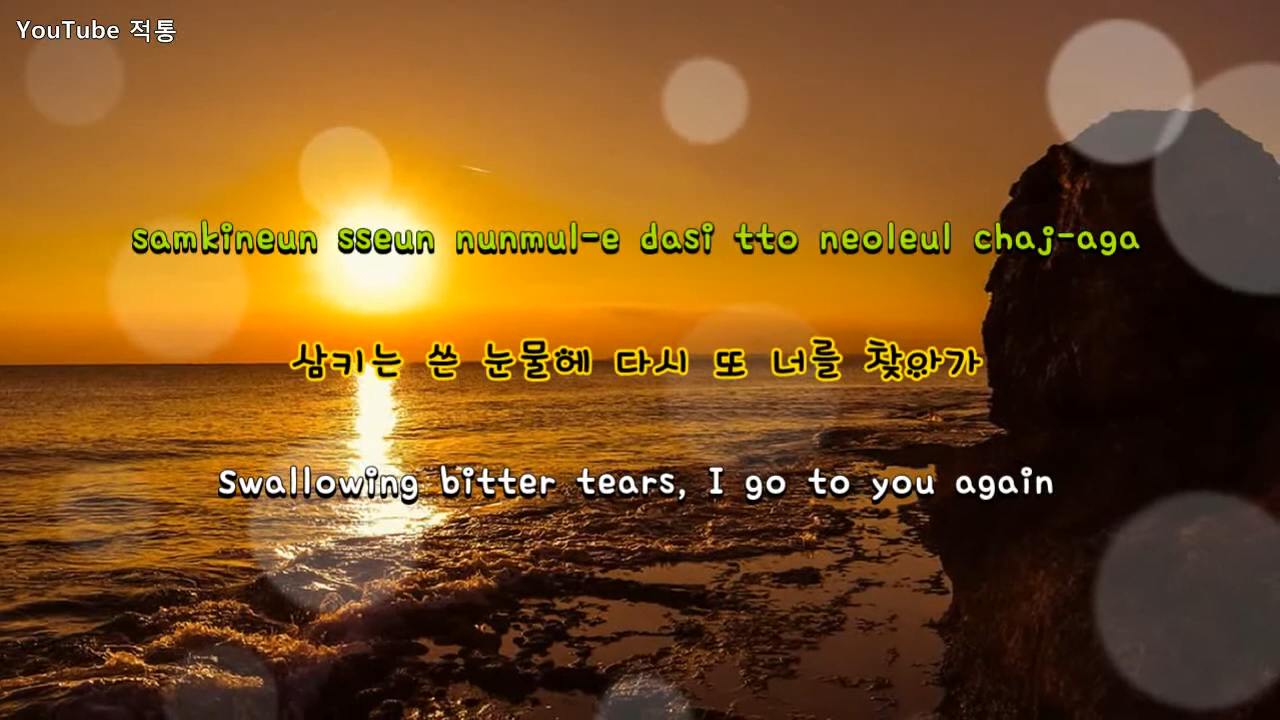 YouTube 적통
samkineun sseun nunmul-e dasi tto neoleul chaj-aga
삼키는 쓴 눈물에 다시 또 너를 찾아가
Swallowing bitter tears, I go to you again